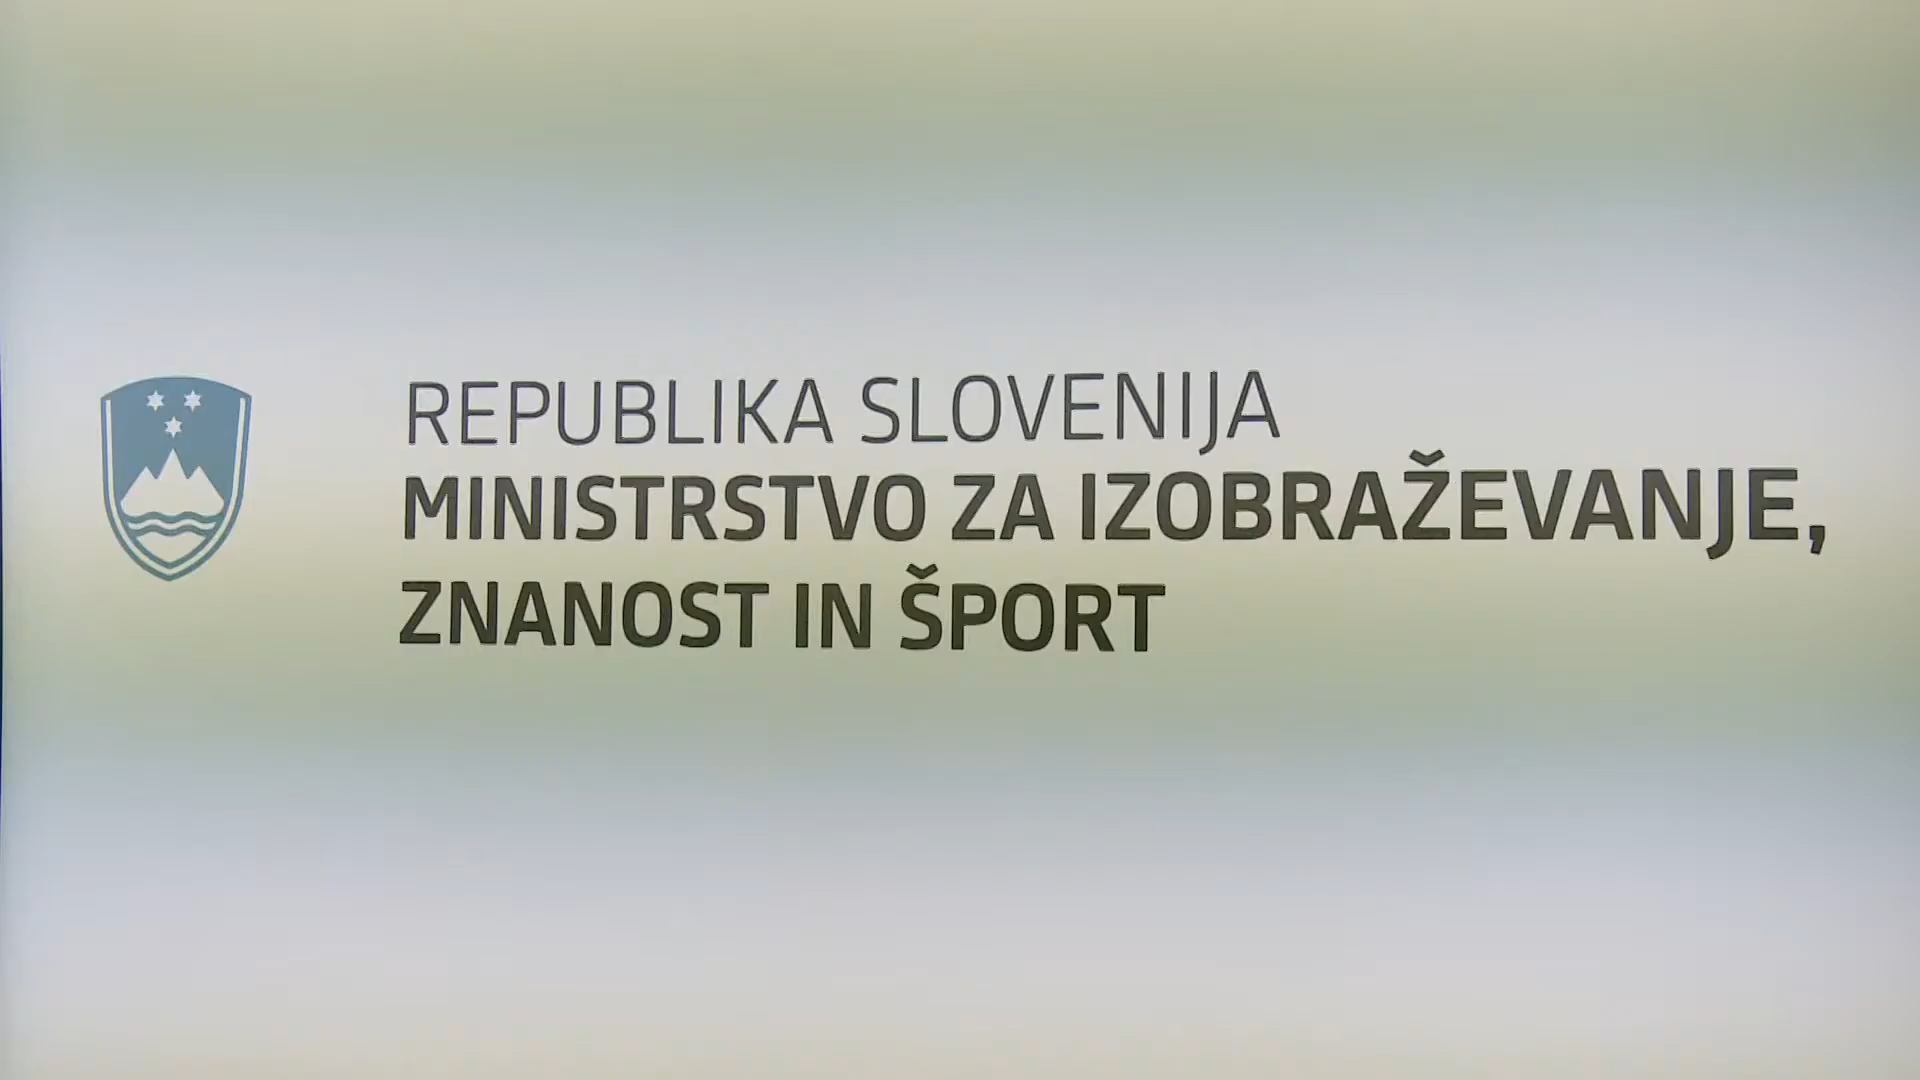 REPUBLIKA SLOVENIJA
MINISTRSTVO ZA IZOBRAŽEVANJE,
ZNANOST IN ŠPORT